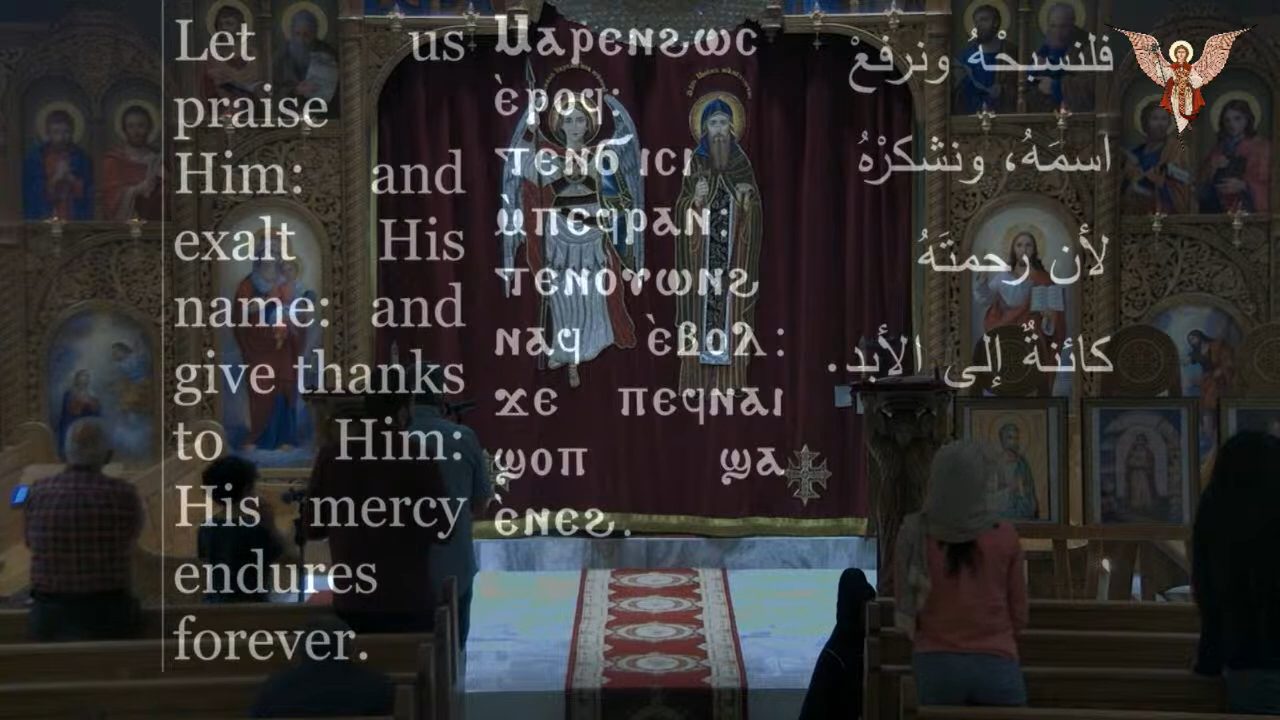 Let us
praise
Him: and
exalt His
name: and
give thanks
to Him:
His mercy
endures
forever.
Ⲙⲁⲣⲉⲛϩⲱⲥ
ⲉ̀ⲣⲟϥ:
ⲧⲉⲛϭⲓⲥⲓ
ⲙ̀ⲡⲉϥⲣⲁⲛ:
ⲧⲉⲛⲟⲩⲱⲛϩ
ⲛⲁϥ ⲉ̀ⲃⲟⲗ:
ϫⲉ ⲡⲉϥⲛⲁⲓ
ϣⲟⲡ ϣⲁ
ⲉ̀ⲛⲉϩ.
فلنسبحْهُ ونرفعْ
اسمَهُ، ونشكرْهُ
لأن رحمتَهُ
كائنةٌ إلى الأبد.